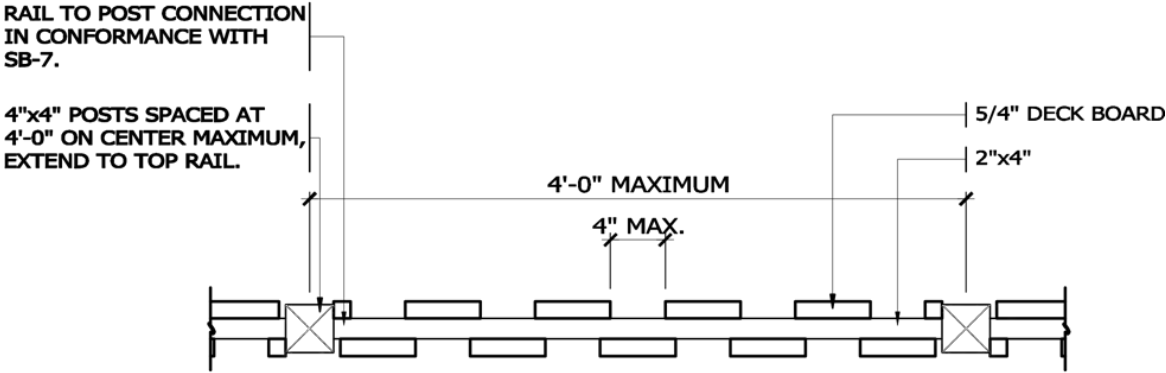 RAIL TO POST CONNECTION
IN CONFORMANCE WITH
SB-7.
4"x4" POSTS SPACED AT
4'-0" ON CENTER MAXIMUM,
EXTEND TO TOP RAIL.
5/4" DECK BOARD
2"x4"
4'-0" MAXIMUM
4" MAX.